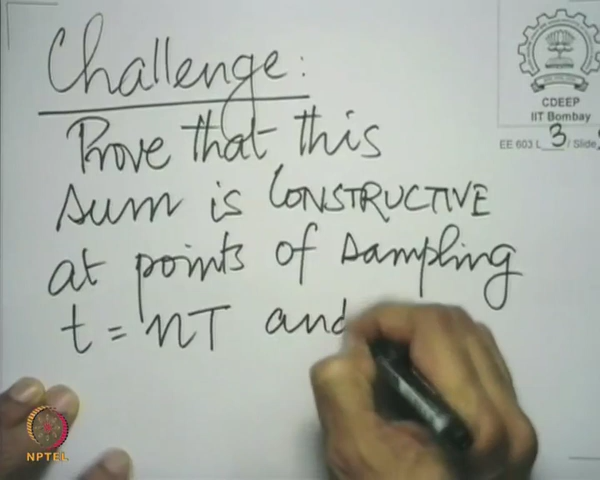 Challenge:
Prove that this
sum is CONSTRUCTIVE
at points of sampling
t = nT and
CDEEP
IIT Bombay
EE 603 L 3 / Slide
NPTEL